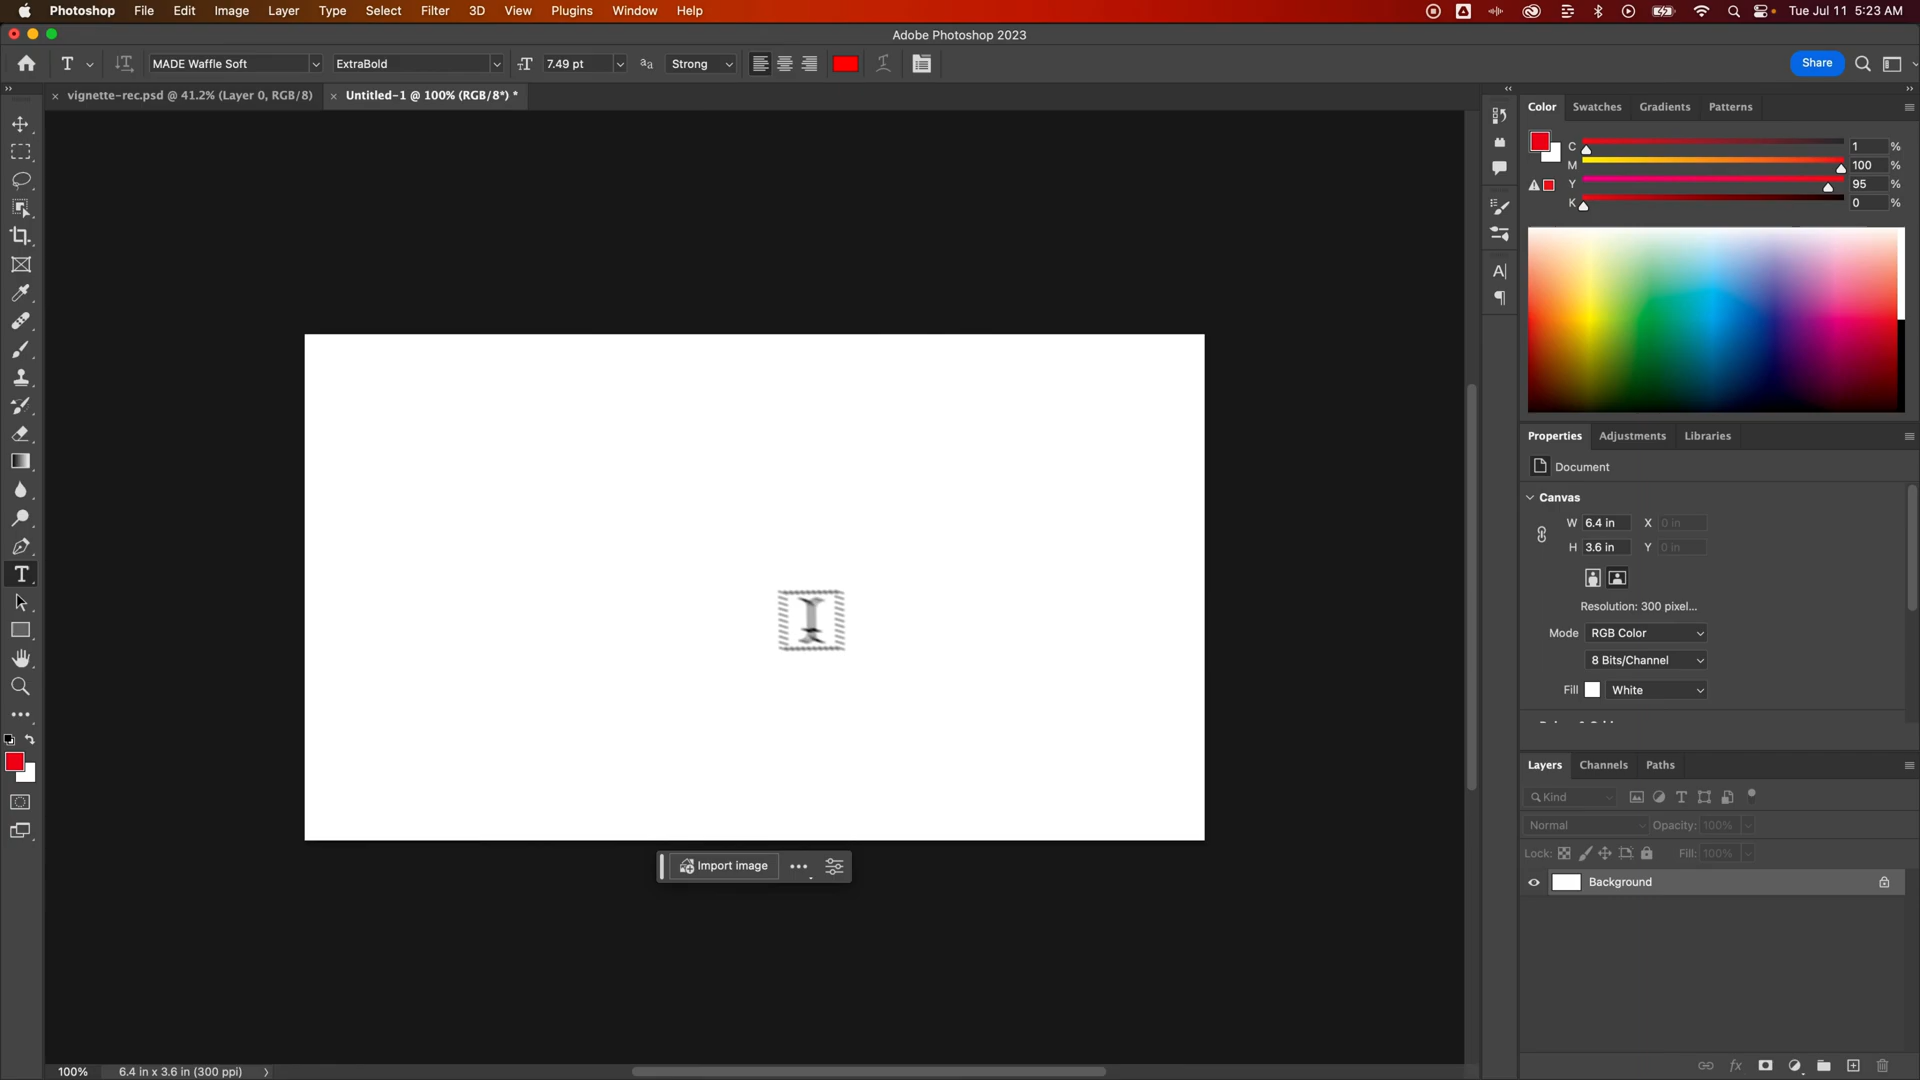 Photoshop File Edit Image Layer Type Select Filter 3D View Plugins Window Help Tue Jul 11 5:23 AM
Adobe Photoshop 2023
T MADE Waffle Soft ExtraBold 7.49 pt Strong Share
vignette-rec.psd @ 41.2% (Layer 0, RGB/8) Untitled-1 @ 100% (RGB/8*) *
Color Swatches Gradients Patterns
C 1 %
M 100 %
Y 95 %
K 0 %
Properties Adjustments Libraries
Document
Canvas
W 6.4 in X 0 in
H 3.6 in Y 0 in
Resolution: 300 pixel...
Mode RGB Color
8 Bits/Channel
Fill White
Import image
Layers Channels Paths
Kind
Normal Opacity: 100%
Lock: Fill: 100%
Background
100% 6.4 in x 3.6 in (300 ppi)